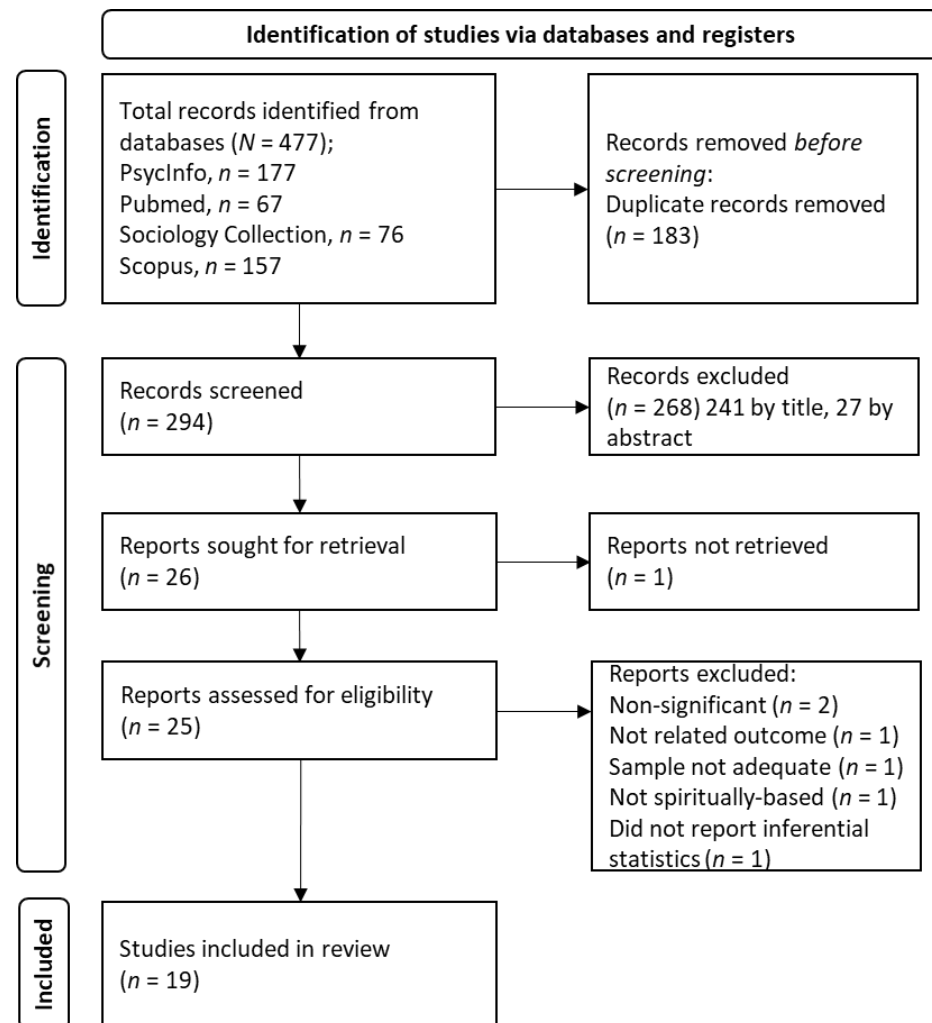 Identification of studies via databases and registers
Identification
Total records identified from
databases (N = 477);
PsycInfo, n = 177
Pubmed, n = 67
Sociology Collection, n = 76
Scopus, n = 157
Records removed before
screening:
Duplicate records removed
(n = 183)
Screening
Records screened
(n = 294)
Records excluded
(n = 268) 241 by title, 27 by
abstract
Reports sought for retrieval
(n = 26)
Reports not retrieved
(n = 1)
Reports assessed for eligibility
(n = 25)
Reports excluded:
Non-significant (n = 2)
Not related outcome (n = 1)
Sample not adequate (n = 1)
Not spiritually-based (n = 1)
Did not report inferential
statistics (n = 1)
Included
Studies included in review
(n = 19)